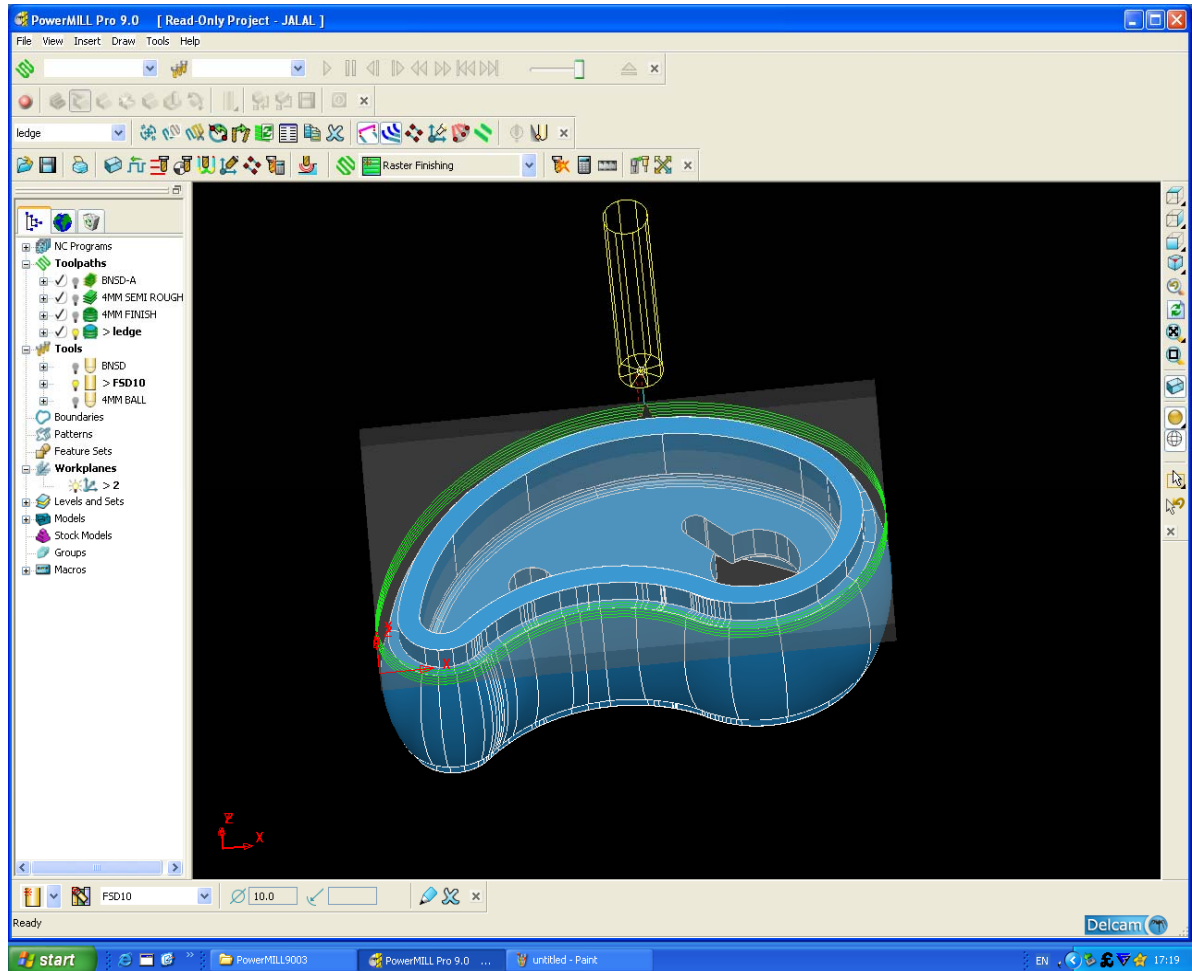 PowerMILL Pro 9.0 [ Read-Only Project - JALAL ]
File View Insert Draw Tools Help
ledge
Raster Finishing
NC Programs
Toolpaths
BNSD-A
4MM SEMI ROUGH
4MM FINISH
> ledge
Tools
BNSD
> FSD10
4MM BALL
Boundaries
Patterns
Feature Sets
Workplanes
> 2
Levels and Sets
Models
Stock Models
Groups
Macros
X
Z
X
FSD10 10.0
Ready
Delcam
start PowerMILL9003 PowerMILL Pro 9.0 ... untitled - Paint EN 17:19